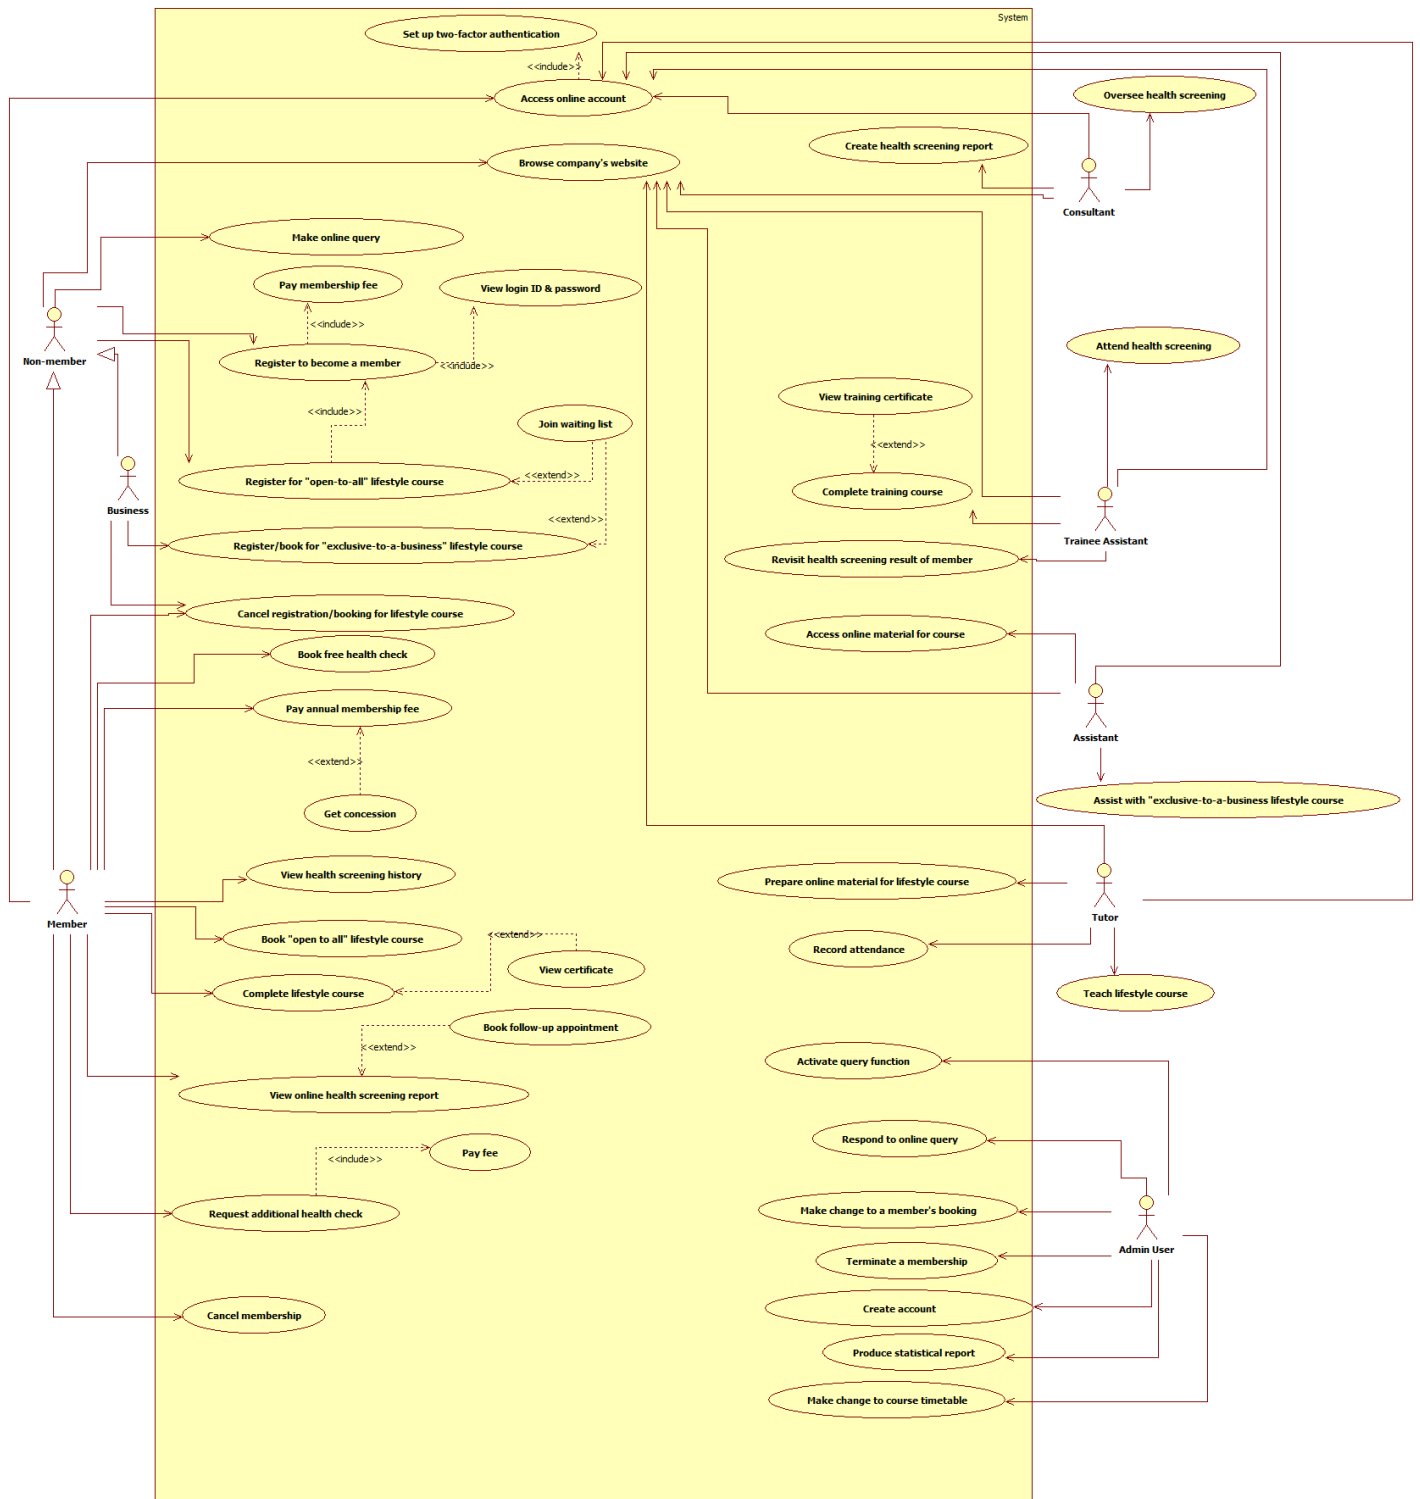 System
Set up two-factor authentication
<<include>>
Access online account
Oversee health screening
Create health screening report
Browse company's website
Consultant
Make online query
Pay membership fee
View login ID & password
<<include>>
Non-member
Register to become a member
<<include>>
Attend health screening
View training certificate
<<include>>
Join waiting list
<<extend>>
<<extend>>
Register for "open-to-all" lifestyle course
Complete training course
Business
<<extend>>
Trainee Assistant
Register/book for "exclusive-to-a-business" lifestyle course
Revisit health screening result of member
Cancel registration/booking for lifestyle course
Access online material for course
Book free health check
Pay annual membership fee
Assistant
<<extend>>
Assist with "exclusive-to-a-business lifestyle course
Get concession
View health screening history
Prepare online material for lifestyle course
Member
Tutor
Book "open to all" lifestyle course
<<extend>>
Record attendance
View certificate
Complete lifestyle course
Teach lifestyle course
Book follow-up appointment
<<extend>>
Activate query function
View online health screening report
Respond to online query
Pay fee
<<include>>
Request additional health check
Make change to a member's booking
Admin User
Terminate a membership
Create account
Cancel membership
Produce statistical report
Make change to course timetable